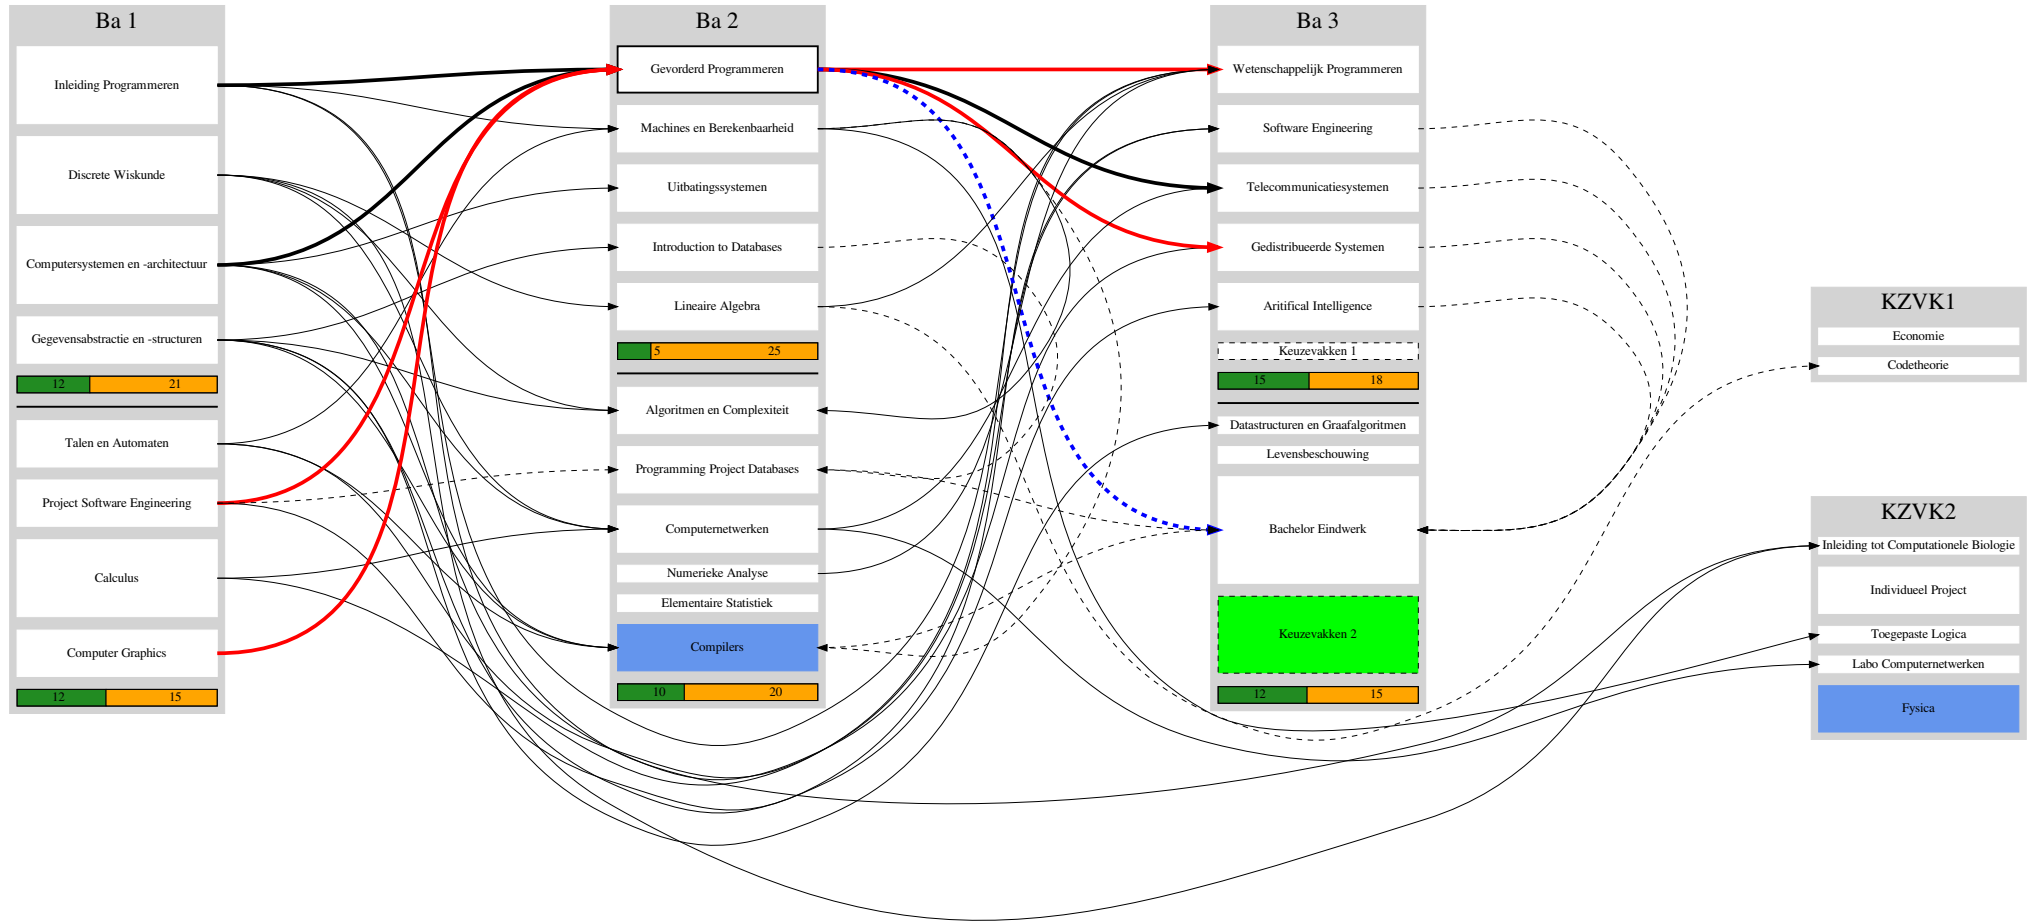 Ba 1
Inleiding Programmeren
Discrete Wiskunde
Computersystemen en -architectuur
Gegevensabstractie en -structuren
12 21
Talen en Automaten
Project Software Engineering
Calculus
Computer Graphics
12 15
Ba 2
Gevorderd Programmeren
Machines en Berekenbaarheid
Uitbatingssystemen
Introduction to Databases
Lineaire Algebra
5 25
Algoritmen en Complexiteit
Programming Project Databases
Computernetwerken
Numerieke Analyse
Elementaire Statistiek
Compilers
10 20
Ba 3
Wetenschappelijk Programmeren
Software Engineering
Telecommunicatiesystemen
Gedistribueerde Systemen
Aritifical Intelligence
Keuzevakken 1
15 18
Datastructuren en Graafalgoritmen
Levensbeschouwing
Bachelor Eindwerk
Keuzevakken 2
12 15
KZVK1
Economie
Codetheorie
KZVK2
Inleiding tot Computationele Biologie
Individueel Project
Toegepaste Logica
Labo Computernetwerken
Fysica